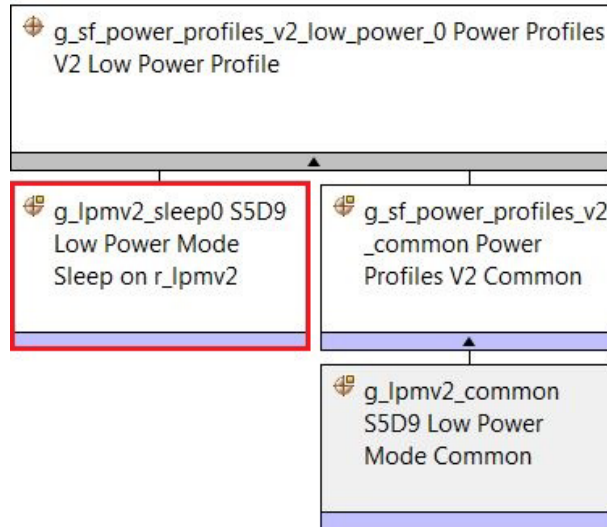 g_sf_power_profiles_v2_low_power_0 Power Profiles
V2 Low Power Profile
g_lpmv2_sleep0 S5D9
Low Power Mode
Sleep on r_lpmv2
g_sf_power_profiles_v2
_common Power
Profiles V2 Common
g_lpmv2_common
S5D9 Low Power
Mode Common